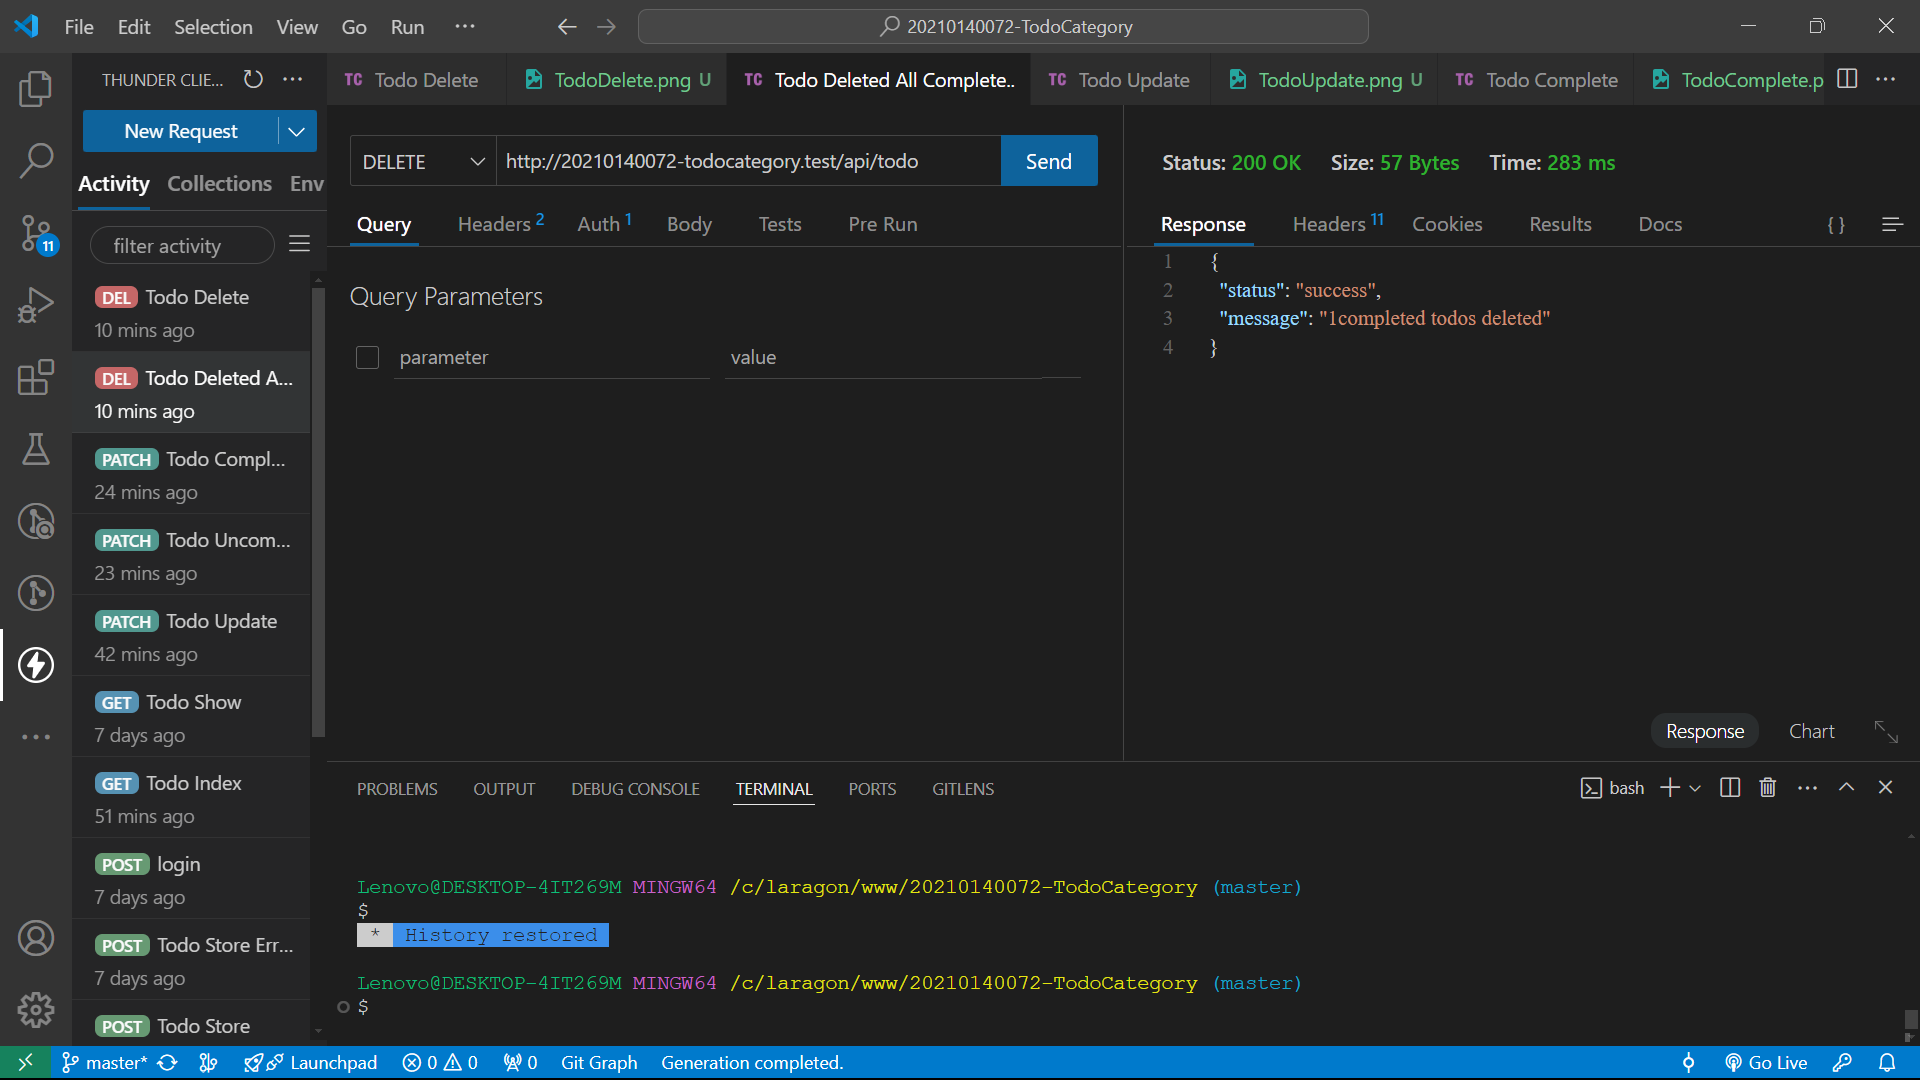 File Edit Selection View Go Run ··· 20210140072-TodoCategory
THUNDER CLIE... ···
TC Todo Delete TodoDelete.png U TC Todo Deleted All Complete.. TC Todo Update TodoUpdate.png U TC Todo Complete TodoComplete.p ···
New Request
Activity Collections Env
filter activity
DEL Todo Delete
10 mins ago
DEL Todo Deleted A...
10 mins ago
PATCH Todo Compl...
24 mins ago
PATCH Todo Uncom...
23 mins ago
PATCH Todo Update
42 mins ago
GET Todo Show
7 days ago
GET Todo Index
51 mins ago
POST login
7 days ago
POST Todo Store Err...
7 days ago
POST Todo Store
11
DELETE http://20210140072-todocategory.test/api/todo Send
Query Headers 2 Auth 1 Body Tests Pre Run
Query Parameters
parameter value
Status: 200 OK Size: 57 Bytes Time: 283 ms
Response Headers 11 Cookies Results Docs { }
1 {
2 "status": "success",
3 "message": "1completed todos deleted"
4 }
Response Chart
PROBLEMS OUTPUT DEBUG CONSOLE TERMINAL PORTS GITLENS bash ···
Lenovo@DESKTOP-4IT269M MINGW64 /c/laragon/www/20210140072-TodoCategory (master)
$
* History restored
Lenovo@DESKTOP-4IT269M MINGW64 /c/laragon/www/20210140072-TodoCategory (master)
$
master* Launchpad 0 0 0 Git Graph Generation completed. Go Live